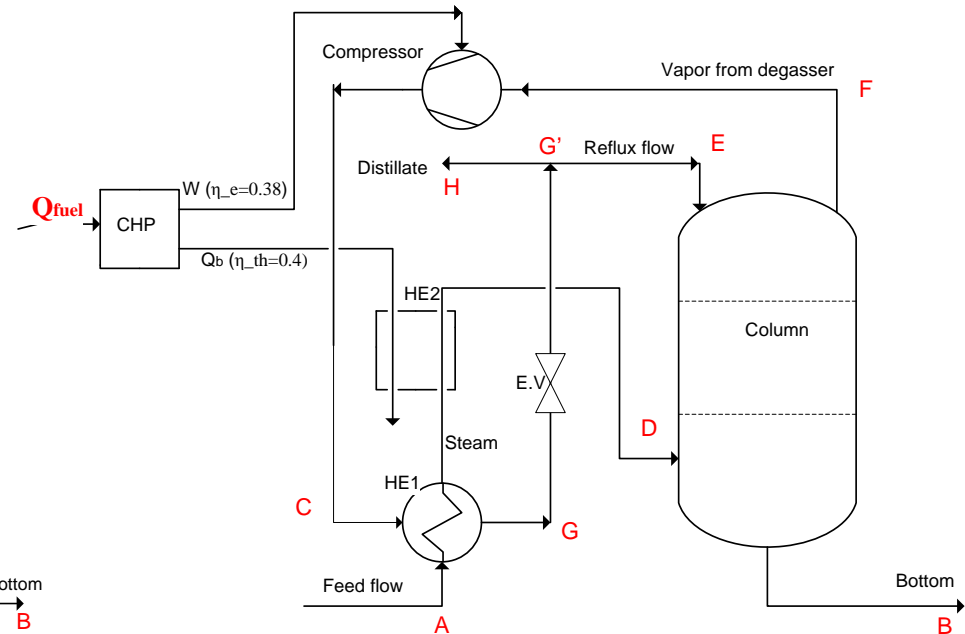 Compressor
Vapor from degasser
F
G'
Reflux flow
E
Distillate
H
W (η_e=0.38)
Qfuel
CHP
Qb (η_th=0.4)
HE2
Column
E.V
D
Steam
HE1
C
G
Feed flow
A
ottom
B
Bottom
B